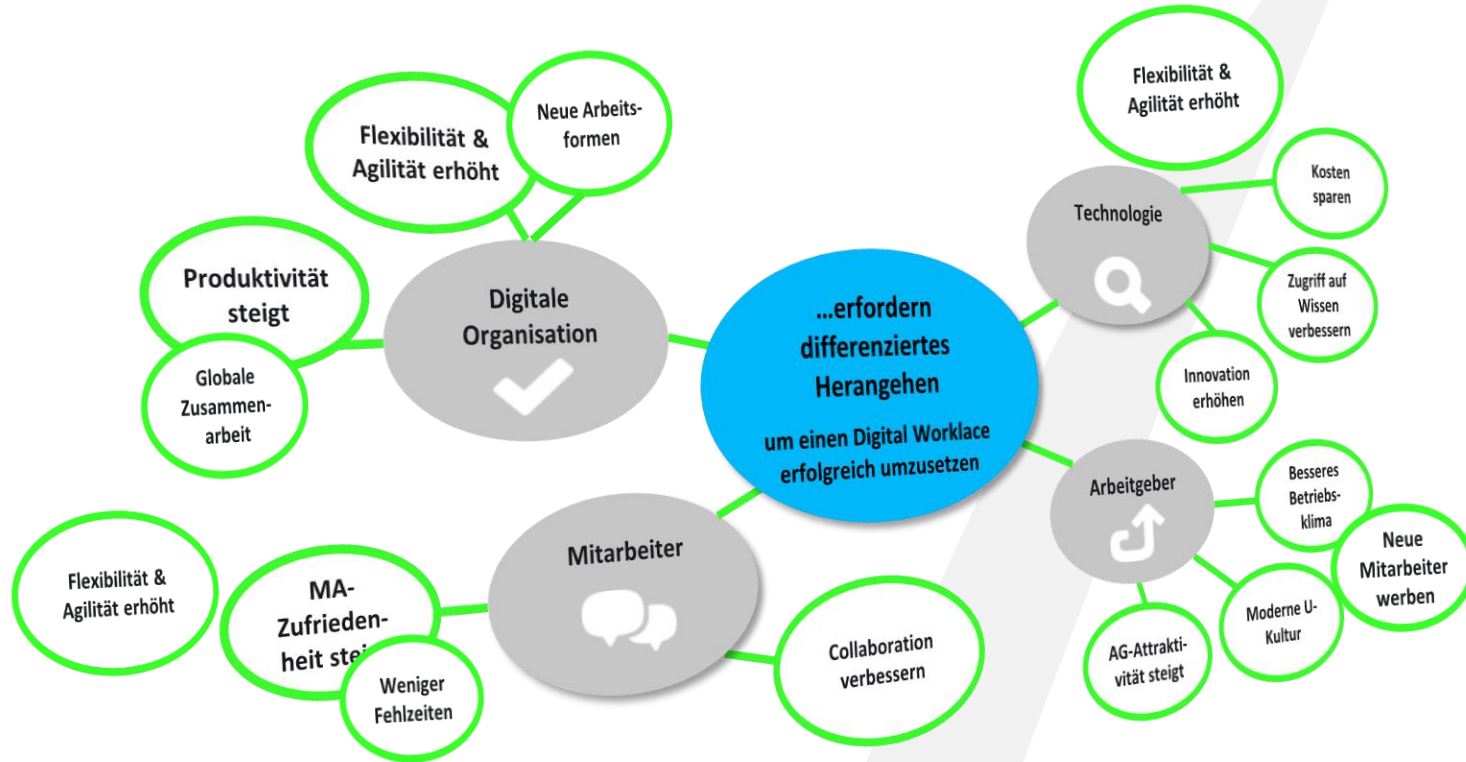 Flexibilität &
Agilität erhöht
Neue Arbeits-
formen
Produktivität
steigt
Globale
Zusammen-
arbeit
Digitale
Organisation
...erfordern
differenziertes
Herangehen
um einen Digital Worklace
erfolgreich umzusetzen
Flexibilität &
Agilität erhöht
Technologie
Kosten
sparen
Zugriff auf
Wissen
verbessern
Innovation
erhöhen
Arbeitgeber
Besseres
Betriebs-
klima
Neue
Mitarbeiter
werben
Moderne U-
Kultur
AG-Attrakti-
vität steigt
Mitarbeiter
Flexibilität &
Agilität erhöht
MA-
Zufrieden-
heit
Weniger
Fehlzeiten
Collaboration
verbessern